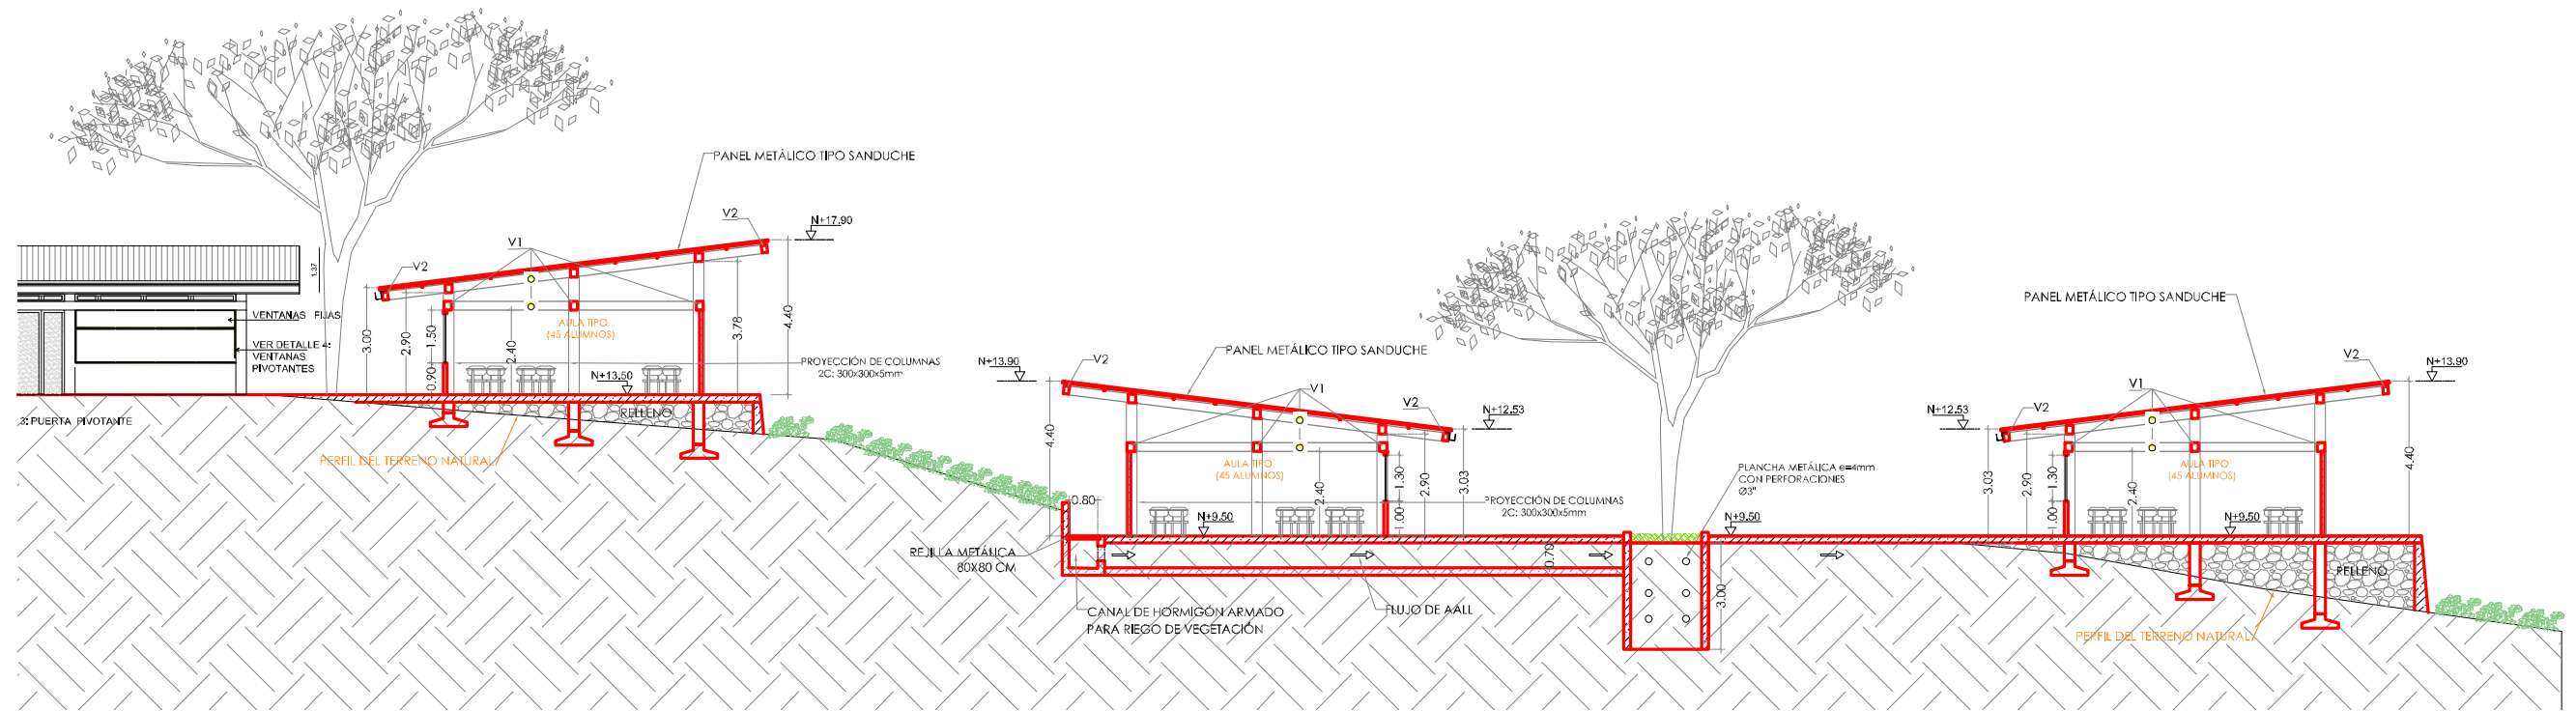 PANEL METÁLICO TIPO SANDUCHE
V2
N+17.90
V1
V2
1.37
VENTANAS FIJAS
VER DETALLE 4:
VENTANAS
PIVOTANTES
3: PUERTA PIVOTANTE
3.00
2.90
1.50
0.90
2.40
AULA TIPO
(45 ALUMNOS)
3.78
4.40
PROYECCIÓN DE COLUMNAS
2C: 300x300x5mm
N+13.50
RELLENO
PERFIL DEL TERRENO NATURAL
N+13.90
V2
PANEL METÁLICO TIPO SANDUCHE
V1
V2
N+12.53
4.40
AULA TIPO
(45 ALUMNOS)
2.40
1.30
1.00
2.90
3.03
PROYECCIÓN DE COLUMNAS
2C: 300x300x5mm
0.80
N+9.50
REJILLA METÁLICA
80X80 CM
CANAL DE HORMIGÓN ARMADO
PARA RIEGO DE VEGETACIÓN
FLUJO DE AALL
0.70
3.00
PLANCHA METÁLICA e=4mm
CON PERFORACIONES
Ø3"
N+9.50
PANEL METÁLICO TIPO SANDUCHE
V2
N+13.90
V1
N+12.53
V2
3.03
2.90
1.30
1.00
2.40
AULA TIPO
(45 ALUMNOS)
4.40
N+9.50
RELLENO
PERFIL DEL TERRENO NATURAL